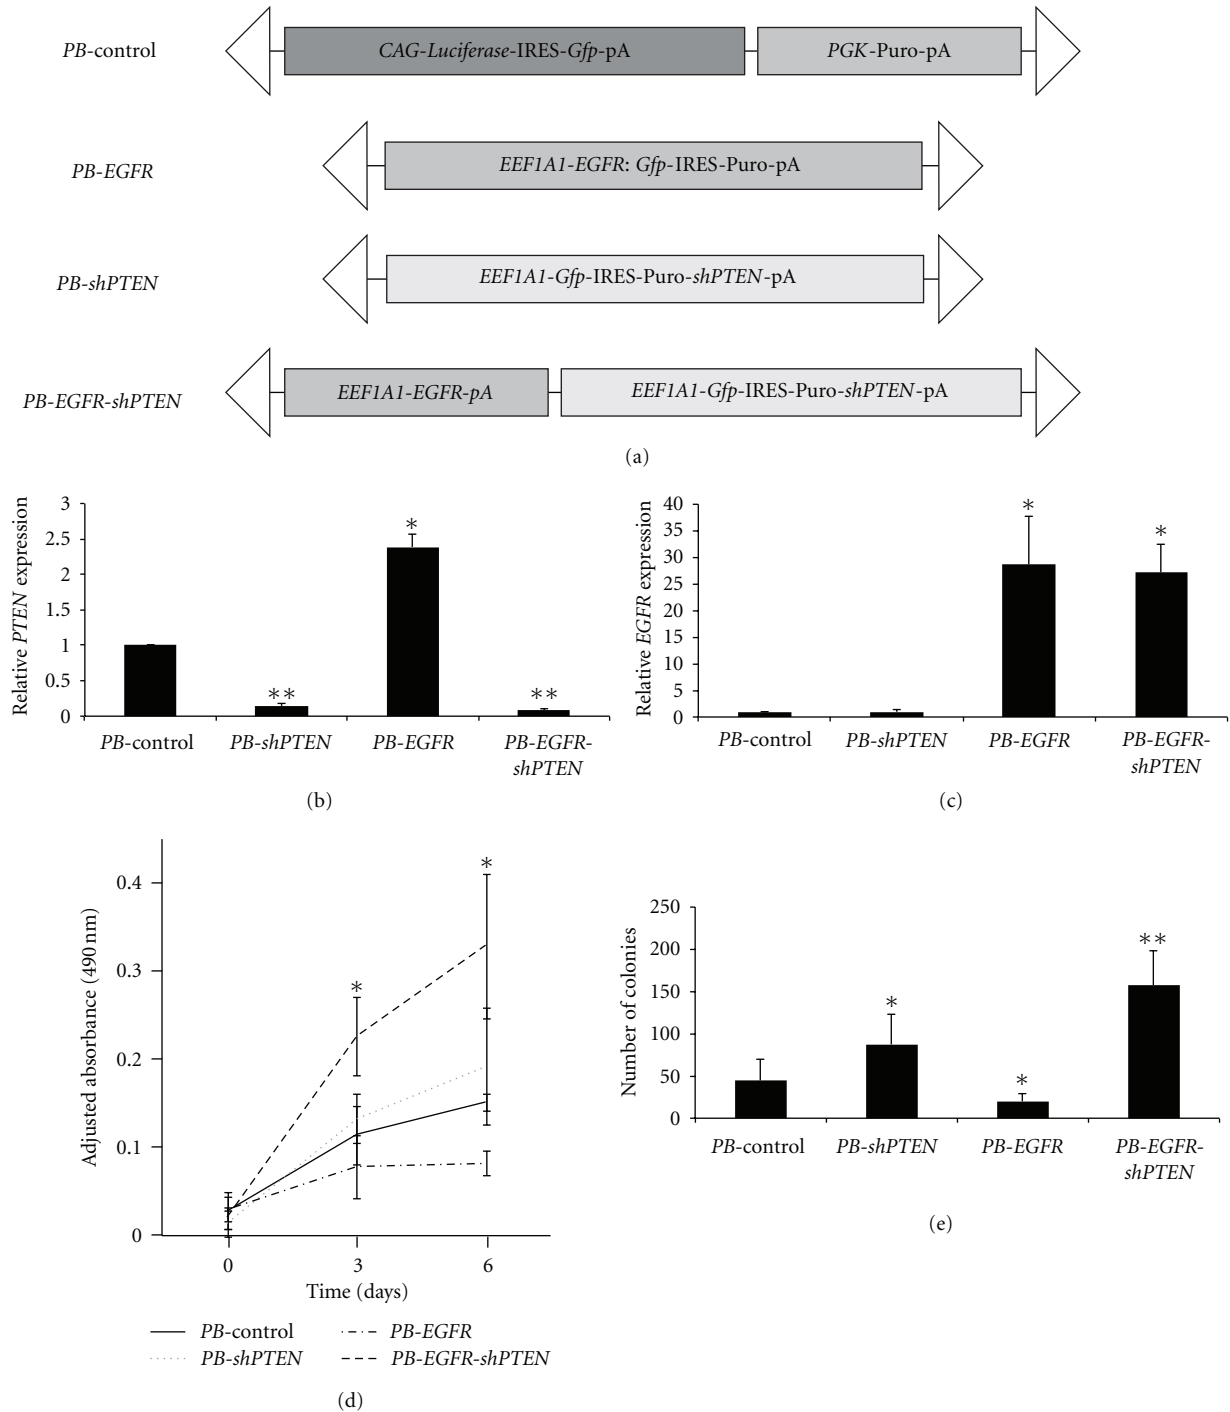 PB-control
CAG-Luciferase-IRES-Gfp-pA
PGK-Puro-pA
PB-EGFR
EEF1A1-EGFR: Gfp-IRES-Puro-pA
PB-shPTEN
EEF1A1-Gfp-IRES-Puro-shPTEN-pA
PB-EGFR-shPTEN
EEF1A1-EGFR-pA
EEF1A1-Gfp-IRES-Puro-shPTEN-pA
(a)
Relative PTEN expression
3
2.5
2
1.5
1
0.5
0
**
*
**
PB-control
PB-shPTEN
PB-EGFR
PB-EGFR-
shPTEN
(b)
Relative EGFR expression
40
35
30
25
20
15
10
5
0
*
*
PB-control
PB-shPTEN
PB-EGFR
PB-EGFR-
shPTEN
(c)
Adjusted absorbance (490 nm)
0.4
0.3
0.2
0.1
0
*
*
0
3
6
Time (days)
PB-control
PB-EGFR
PB-shPTEN
PB-EGFR-shPTEN
(d)
Number of colonies
250
200
150
100
50
0
*
*
**
PB-control
PB-shPTEN
PB-EGFR
PB-EGFR-
shPTEN
(e)